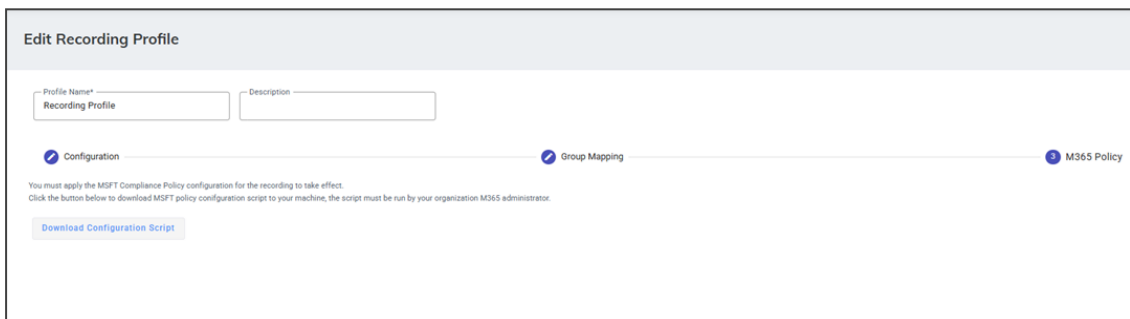 Edit Recording Profile
Profile Name*
Description
Recording Profile
Configuration
Group Mapping
3 M365 Policy
You must apply the MSFT Compliance Policy configuration for the recording to take effect.
Click the button below to download MSFT policy configuration script to your machine, the script must be run by your organization M365 administrator.
Download Configuration Script